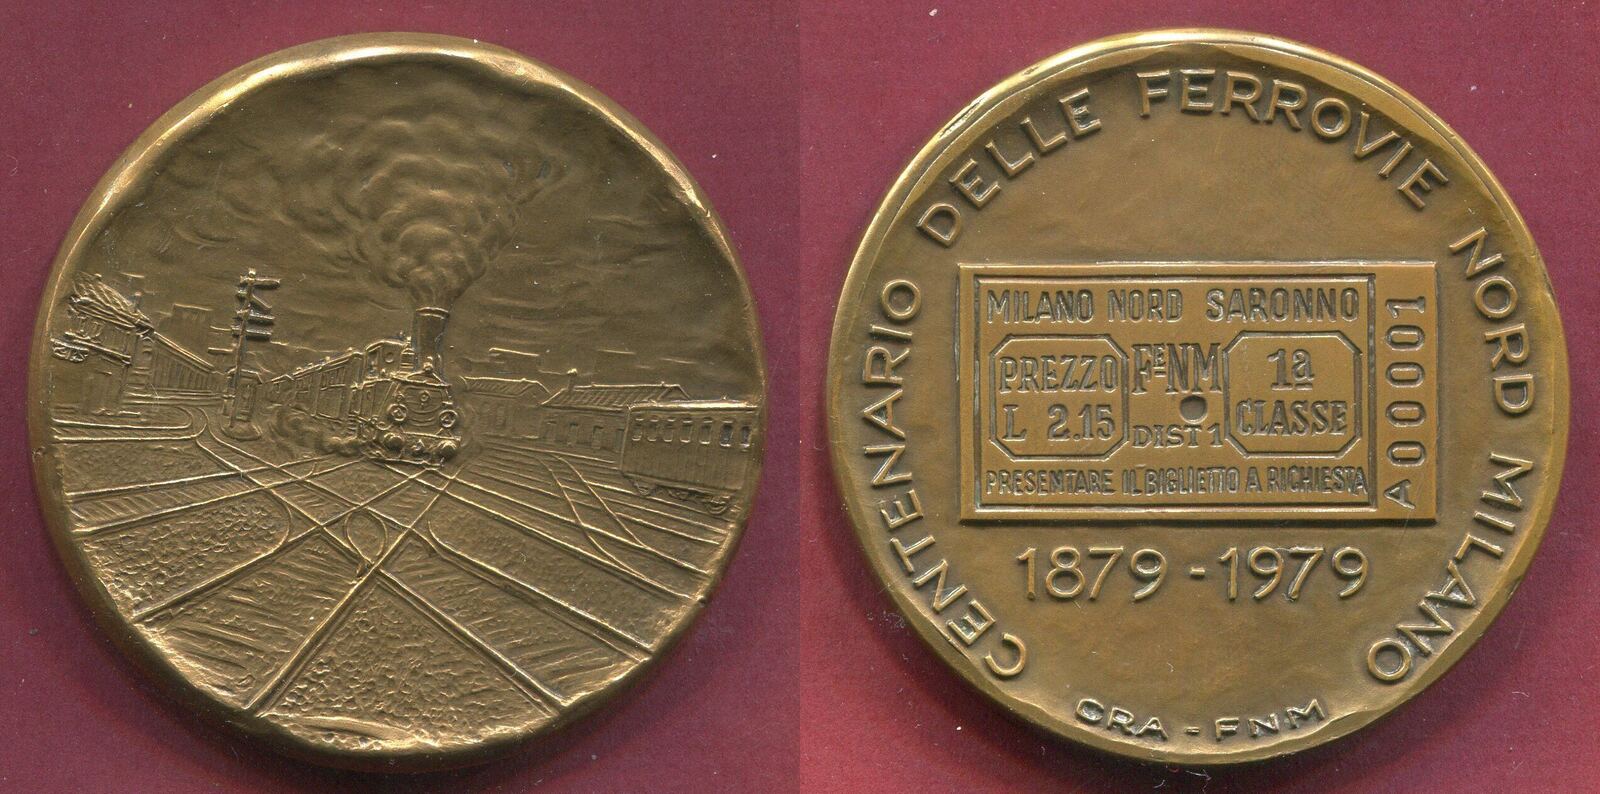 CENTENARIO DELLE FERROVIE NORD MILANO
MILANO NORD SARONNO
PREZZO
L 2.15
FENM
DIST 1
1a
CLASSE
PRESENTARE IL BIGLIETTO A RICHIESTA
A 00001
1879 - 1979
CRA - FNM